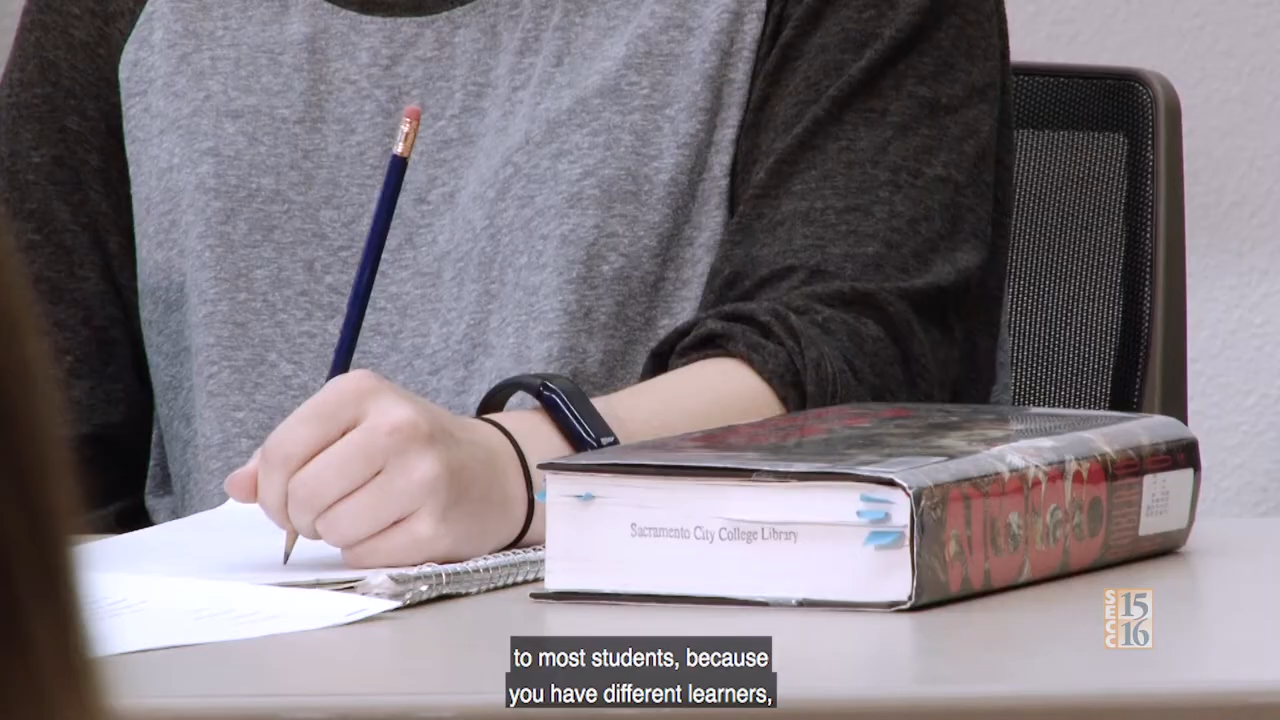 Sacramento City College Library
SECC
15
16
to most students, because
you have different learners,